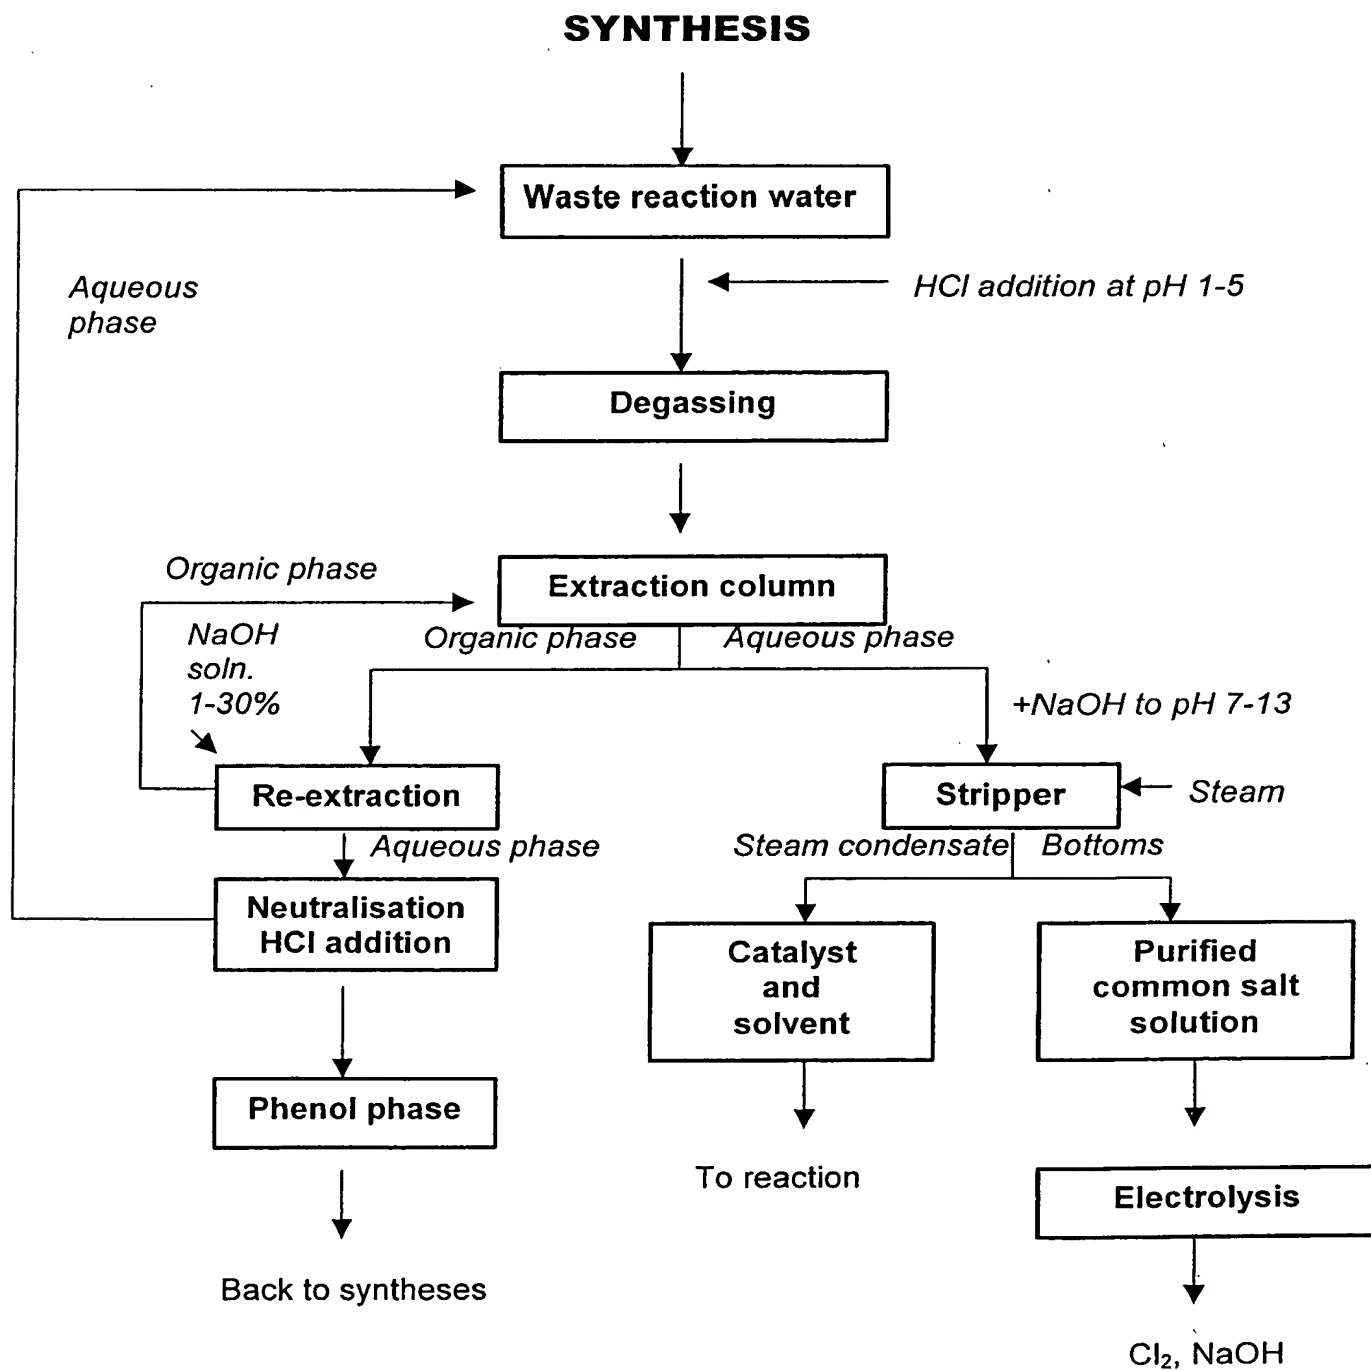 SYNTHESIS
Waste reaction water
Aqueous
phase
HCl addition at pH 1-5
Degassing
Organic phase
Extraction column
NaOH
soln.
1-30%
Organic phase
Aqueous phase
+NaOH to pH 7-13
Re-extraction
Stripper
Steam
Aqueous phase
Steam condensate
Bottoms
Neutralisation
HCl addition
Catalyst
and
solvent
Purified
common salt
solution
Phenol phase
To reaction
Electrolysis
Back to syntheses
Cl₂, NaOH